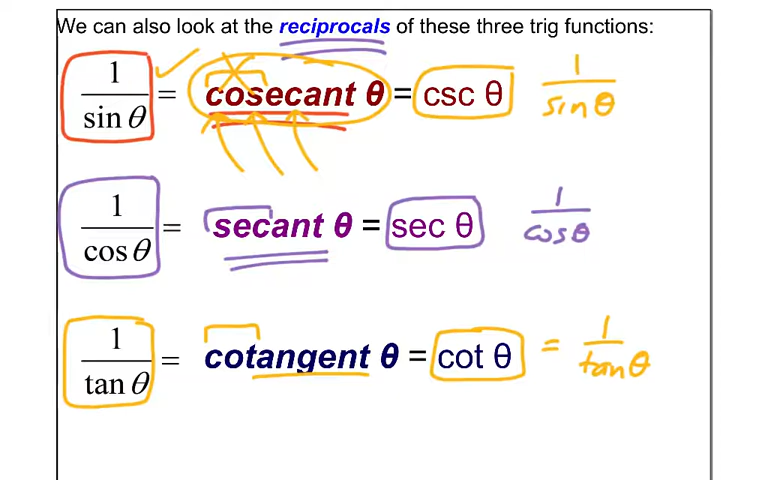 We can also look at the reciprocals of these three trig functions:
1/sin θ = cosecant θ = csc θ 1/sin θ
1/cos θ = secant θ = sec θ 1/cos θ
1/tan θ = cotangent θ = cot θ = 1/tan θ